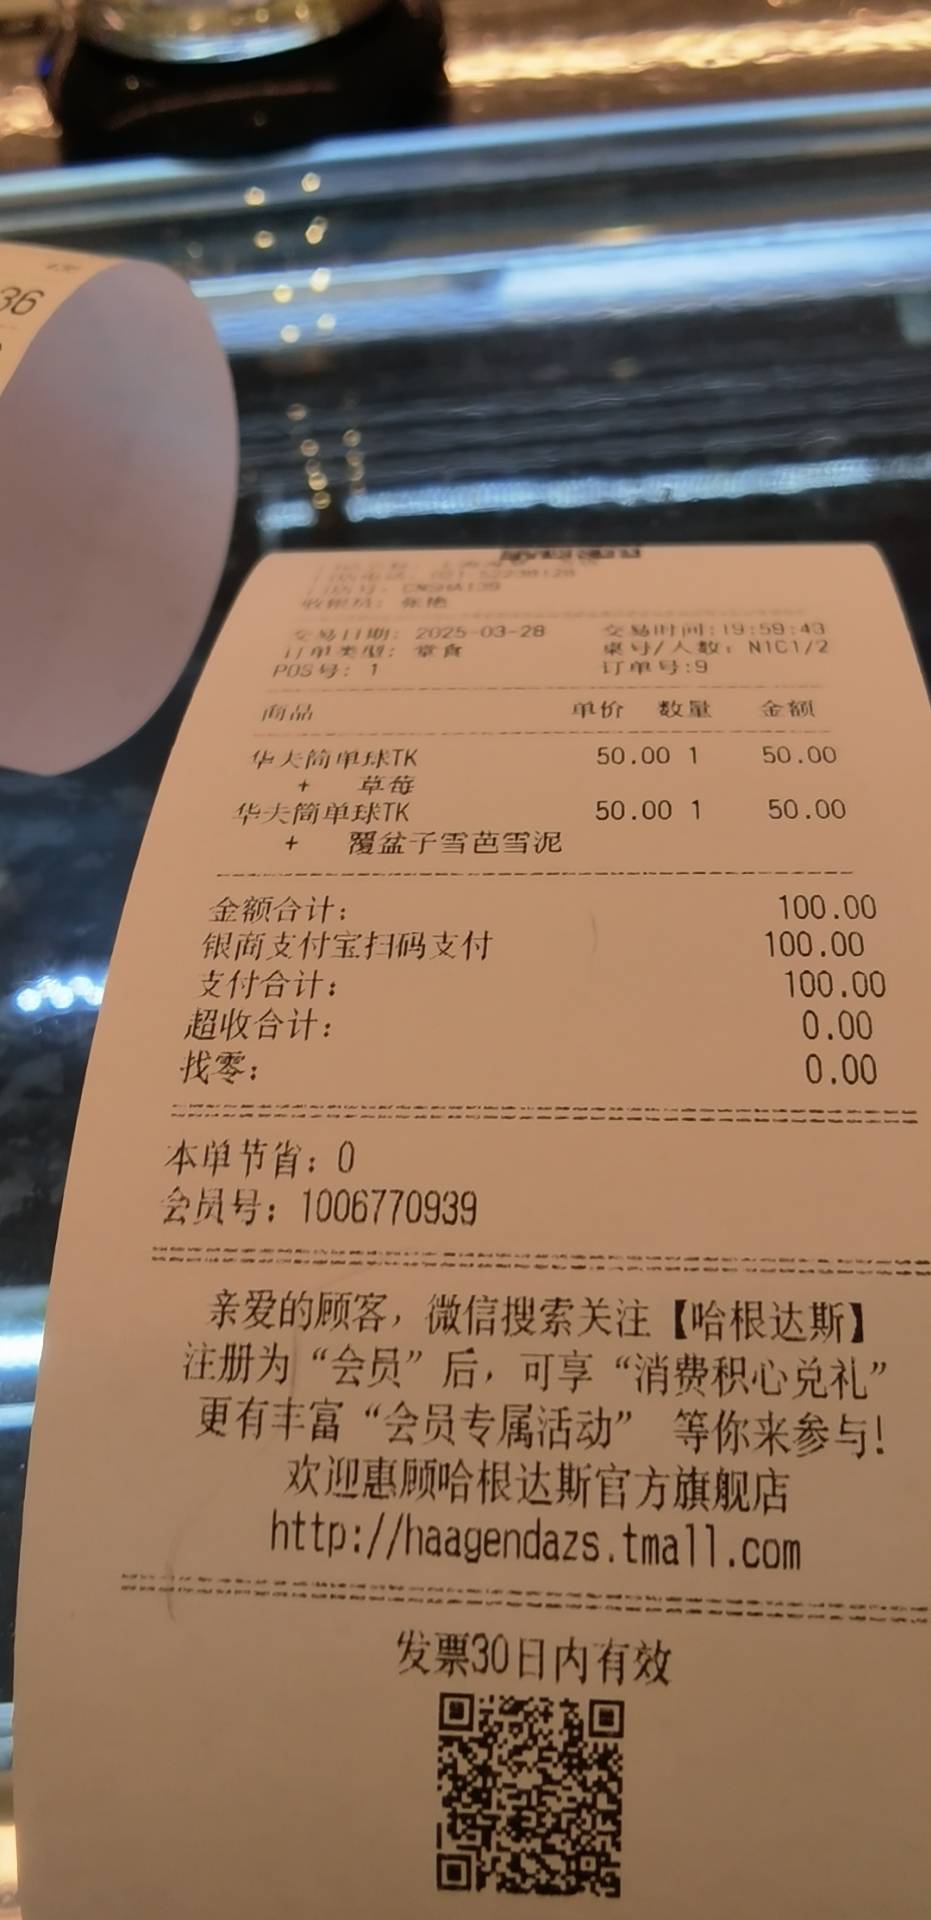 36
收银员: 张艳
交易日期: 2025-03-28 交易时间:19:59:43
订单类型: 堂食 桌号/人数: N1C1/2
POS号: 1 订单号:9
商品 单价 数量 金额
华夫筒单球TK 50.00 1 50.00
+ 草莓
华夫筒单球TK 50.00 1 50.00
+ 覆盆子雪芭雪泥
金额合计: 100.00
银商支付宝扫码支付 100.00
支付合计: 100.00
超收合计: 0.00
找零: 0.00
本单节省: 0
会员号: 1006770939
亲爱的顾客, 微信搜索关注【哈根达斯】
注册为“会员”后, 可享“消费积心兑礼”
更有丰富“会员专属活动” 等你来参与!
欢迎惠顾哈根达斯官方旗舰店
http://haagendazs.tmall.com
发票30日内有效